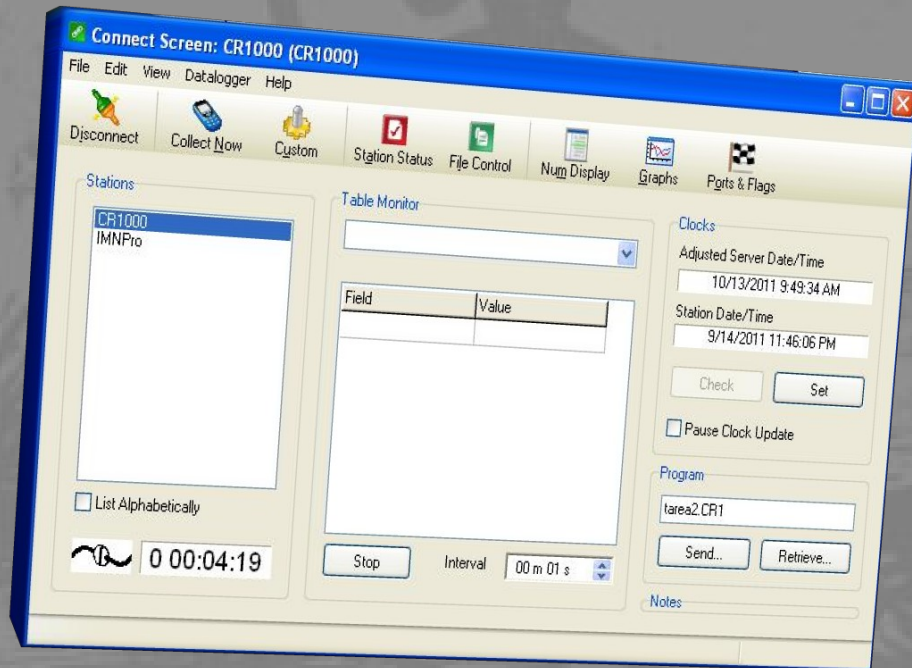 Connect Screen: CR1000 (CR1000)
File Edit View Datalogger Help
Disconnect Collect Now Custom Station Status File Control Num Display Graphs Ports & Flags
Stations
CR1000
IMNPro
List Alphabetically
0 00:04:19
Table Monitor
Field Value
Stop Interval 00 m 01 s
Clocks
Adjusted Server Date/Time
10/13/2011 9:49:34 AM
Station Date/Time
9/14/2011 11:46:06 PM
Check Set
Pause Clock Update
Program
tarea2.CR1
Send... Retrieve...
Notes